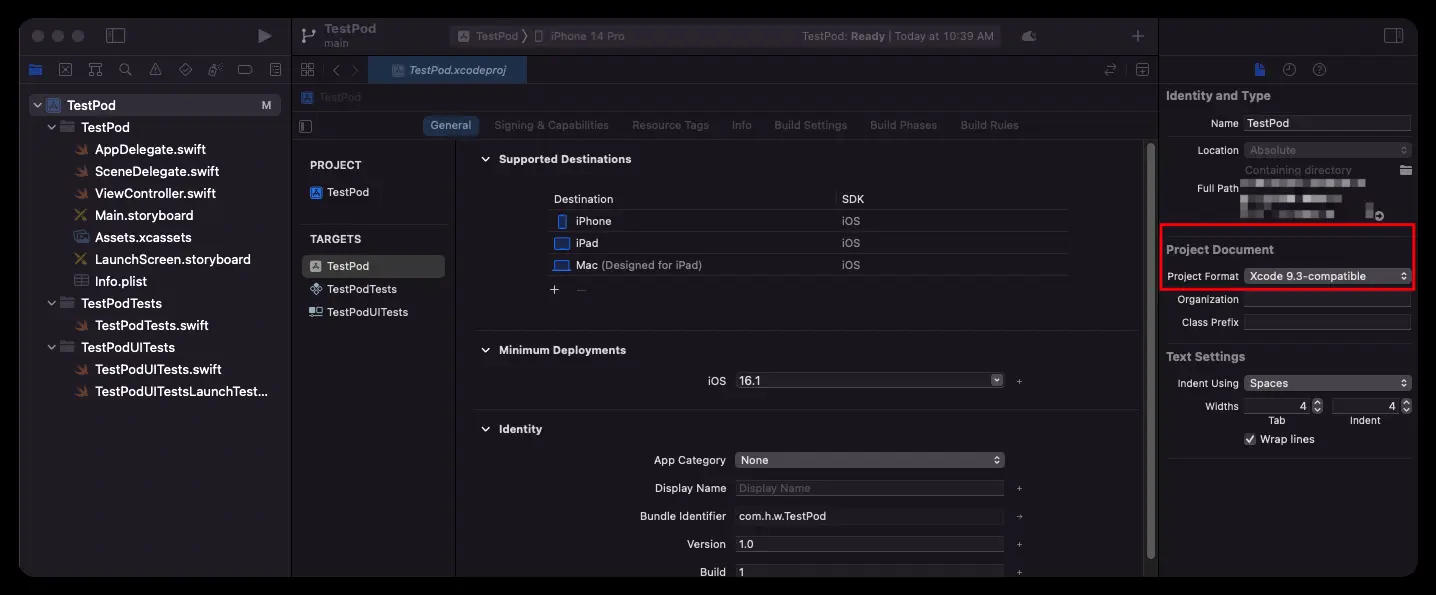 TestPod
main
TestPod
iPhone 14 Pro
TestPod: Ready | Today at 10:39 AM
TestPod.xcodeproj
TestPod
TestPod
M
TestPod
AppDelegate.swift
SceneDelegate.swift
ViewController.swift
Main.storyboard
Assets.xcassets
LaunchScreen.storyboard
Info.plist
TestPodTests
TestPodTests.swift
TestPodUITests
TestPodUITests.swift
TestPodUITestsLaunchTest...
General
Signing & Capabilities
Resource Tags
Info
Build Settings
Build Phases
Build Rules
PROJECT
TestPod
TARGETS
TestPod
TestPodTests
TestPodUITests
Supported Destinations
Destination
SDK
iPhone
iOS
iPad
iOS
Mac (Designed for iPad)
iOS
Minimum Deployments
iOS
16.1
Identity
App Category
None
Display Name
Display Name
Bundle Identifier
com.h.w.TestPod
Version
1.0
Build
1
Identity and Type
Name
TestPod
Location
Absolute
Containing directory
Full Path
Project Document
Project Format
Xcode 9.3-compatible
Organization
Class Prefix
Text Settings
Indent Using
Spaces
Widths
4
4
Tab
Indent
Wrap lines